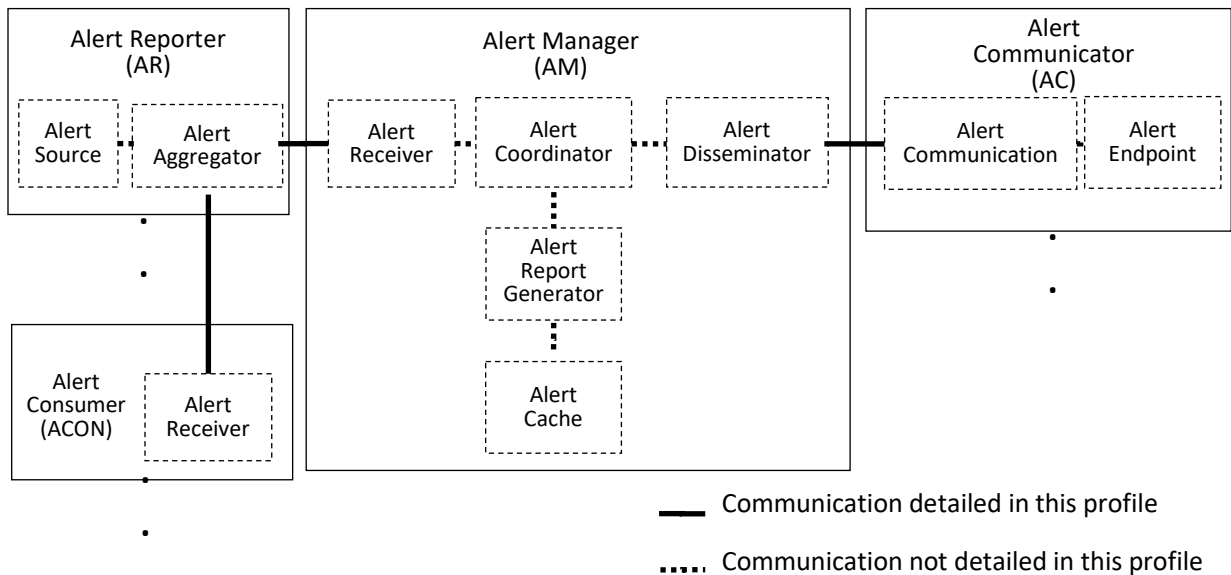 Alert Reporter
(AR)
Alert
Source
Alert
Aggregator
Alert Manager
(AM)
Alert
Receiver
Alert
Coordinator
Alert
Disseminator
Alert
Report
Generator
Alert
Cache
Alert
Communicator
(AC)
Alert
Communication
Alert
Endpoint
Alert
Consumer
(ACON)
Alert
Receiver
Communication detailed in this profile
Communication not detailed in this profile